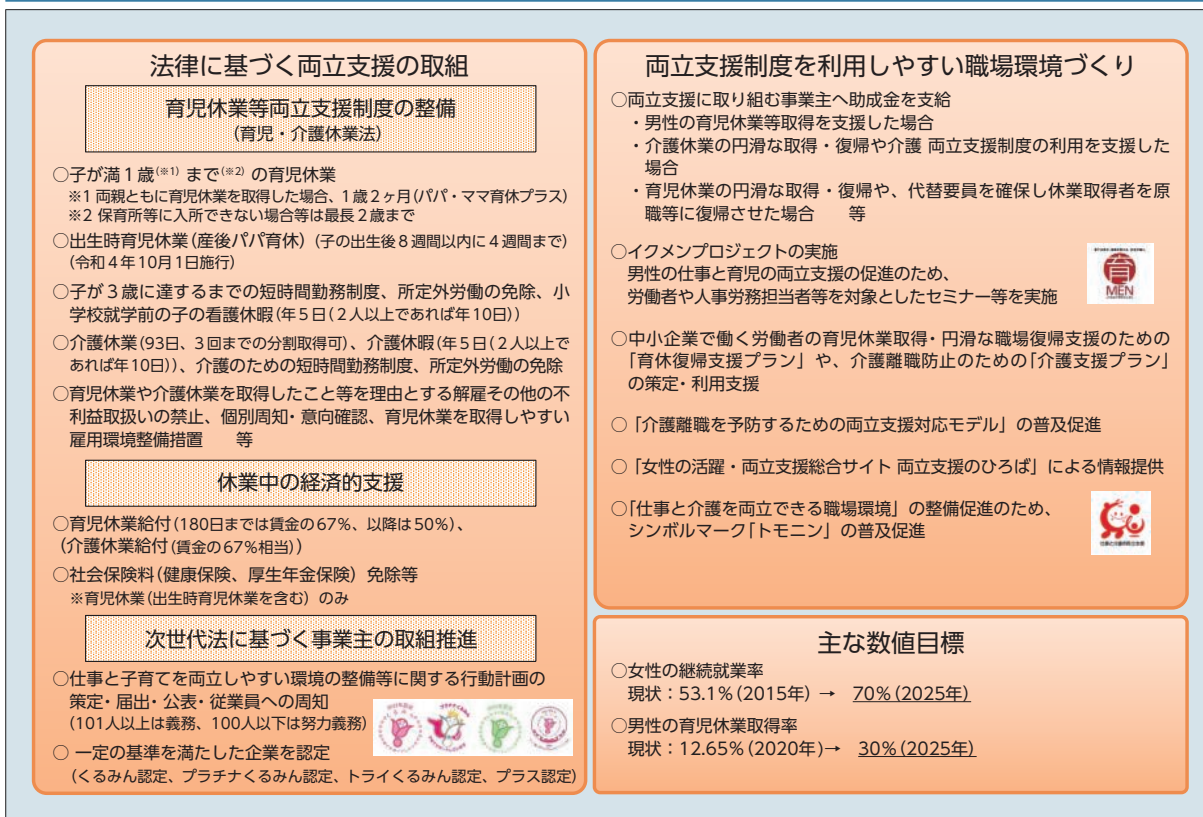 法律に基づく両立支援の取組
育児休業等両立支援制度の整備
(育児・介護休業法)
○子が満1歳(※1)まで(※2)の育児休業
※1 両親ともに育児休業を取得した場合、1歳2ヶ月(パパ・ママ育休プラス)
※2 保育所等に入所できない場合等は最長2歳まで
○出生時育児休業(産後パパ育休)(子の出生後8週間以内に4週間まで)
(令和4年10月1日施行)
○子が3歳に達するまでの短時間勤務制度、所定外労働の免除、小
学校就学前の子の看護休暇(年5日(2人以上であれば年10日))
○介護休業(93日、3回までの分割取得可)、介護休暇(年5日(2人以上で
あれば年10日))、介護のための短時間勤務制度、所定外労働の免除
○育児休業や介護休業を取得したこと等を理由とする解雇その他の不
利益取扱いの禁止、個別周知・意向確認、育児休業を取得しやすい
雇用環境整備措置 等
休業中の経済的支援
○育児休業給付(180日までは賃金の67%、以降は50%)、
(介護休業給付(賃金の67%相当))
○社会保険料(健康保険、厚生年金保険)免除等
※育児休業(出生時育児休業を含む)のみ
次世代法に基づく事業主の取組推進
○仕事と子育てを両立しやすい環境の整備等に関する行動計画の
策定・届出・公表・従業員への周知
(101人以上は義務、100人以下は努力義務)
○ 一定の基準を満たした企業を認定
(くるみん認定、プラチナくるみん認定、トライくるみん認定、プラス認定)
両立支援制度を利用しやすい職場環境づくり
○両立支援に取り組む事業主へ助成金を支給
・男性の育児休業等取得を支援した場合
・介護休業の円滑な取得・復帰や介護 両立支援制度の利用を支援した
場合
・育児休業の円滑な取得・復帰や、代替要員を確保し休業取得者を原
職等に復帰させた場合 等
○イクメンプロジェクトの実施
男性の仕事と育児の両立支援の促進のため、
労働者や人事労務担当者等を対象としたセミナー等を実施
育
MEN
○中小企業で働く労働者の育児休業取得・円滑な職場復帰支援のための
「育休復帰支援プラン」や、介護離職防止のための「介護支援プラン」
の策定・利用支援
○「介護離職を予防するための両立支援対応モデル」の普及促進
○「女性の活躍・両立支援総合サイト 両立支援のひろば」による情報提供
○「仕事と介護を両立できる職場環境」の整備促進のため、
シンボルマーク「トモニン」の普及促進
主な数値目標
○女性の継続就業率
現状:53.1%(2015年) → 70%(2025年)
○男性の育児休業取得率
現状:12.65%(2020年)→ 30%(2025年)